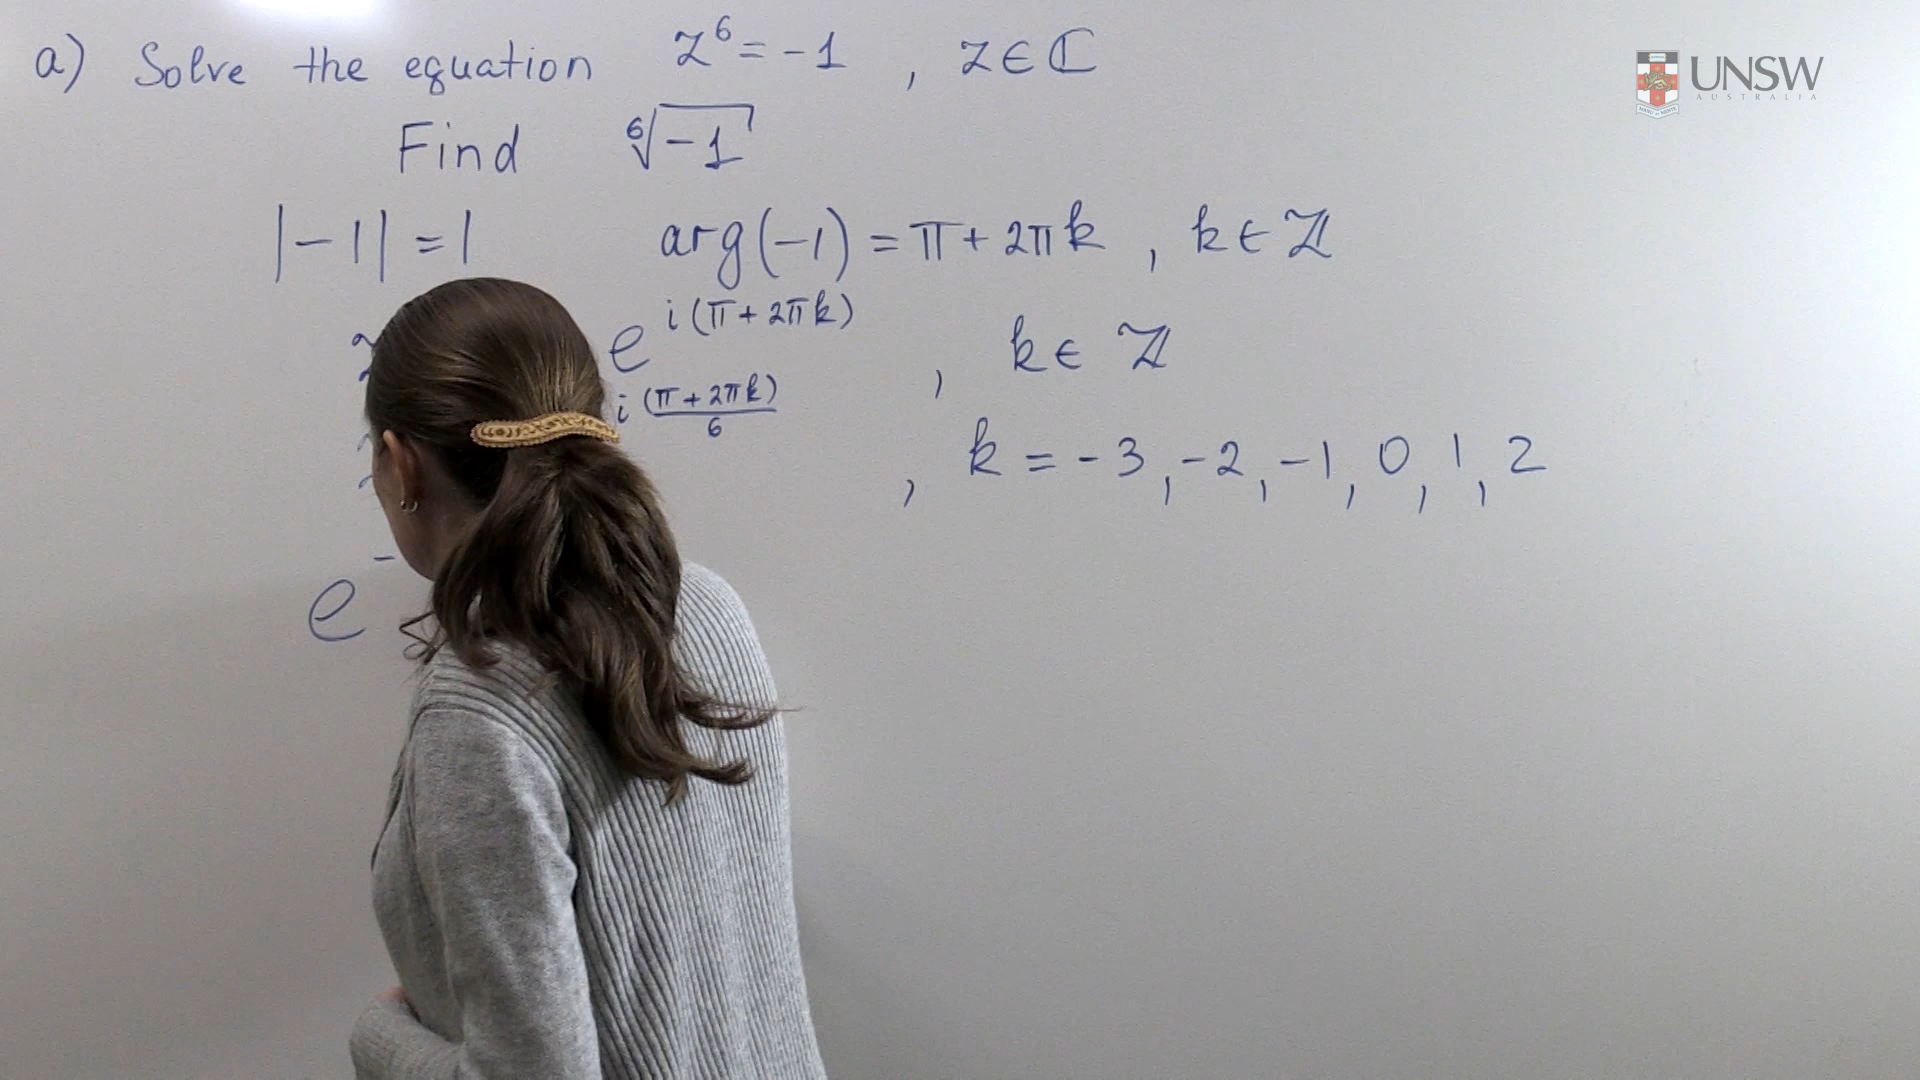 a) Solve the equation z⁶ = -1 , z ∈ ℂ
UNSW
AUSTRALIA
Find ⁶√-1
|-1| = 1 arg(-1) = π + 2πk , k ∈ ℤ
e^{i(π + 2πk)} , k ∈ ℤ
i(π + 2πk)/6 , k = -3, -2, -1, 0, 1, 2
e^-